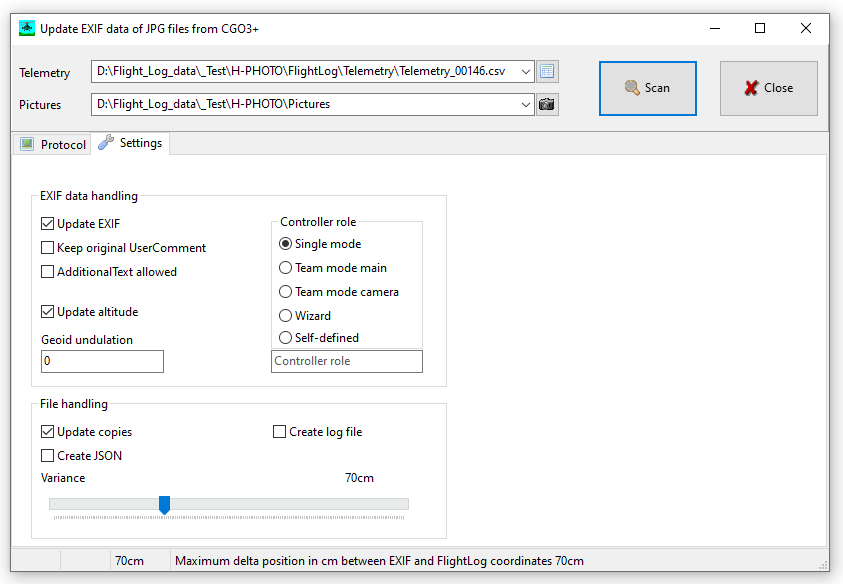 Update EXIF data of JPG files from CGO3+
Telemetry
D:\Flight_Log_data\_Test\H-PHOTO\FlightLog\Telemetry\Telemetry_00146.csv
Pictures
D:\Flight_Log_data\_Test\H-PHOTO\Pictures
Scan
Close
Protocol
Settings
EXIF data handling
Update EXIF
Keep original UserComment
AdditionalText allowed
Update altitude
Geoid undulation
0
Controller role
Single mode
Team mode main
Team mode camera
Wizard
Self-defined
Controller role
File handling
Update copies
Create log file
Create JSON
Variance
70cm
70cm
Maximum delta position in cm between EXIF and FlightLog coordinates 70cm